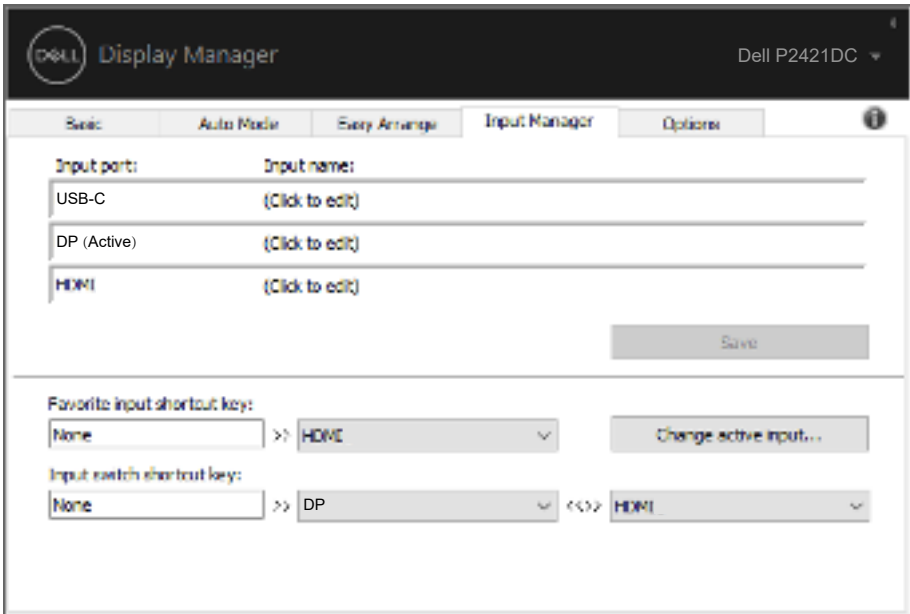 DELL Display Manager Dell P2421DC
Basic Auto Mode Easy Arrange Input Manager Options
Input port: Input name:
USB-C (Click to edit)
DP (Active) (Click to edit)
HDMI (Click to edit)
Save
Favorite input shortcut key:
None >> HDMI Change active input...
Input switch shortcut key:
None >> DP <<>> HDMI